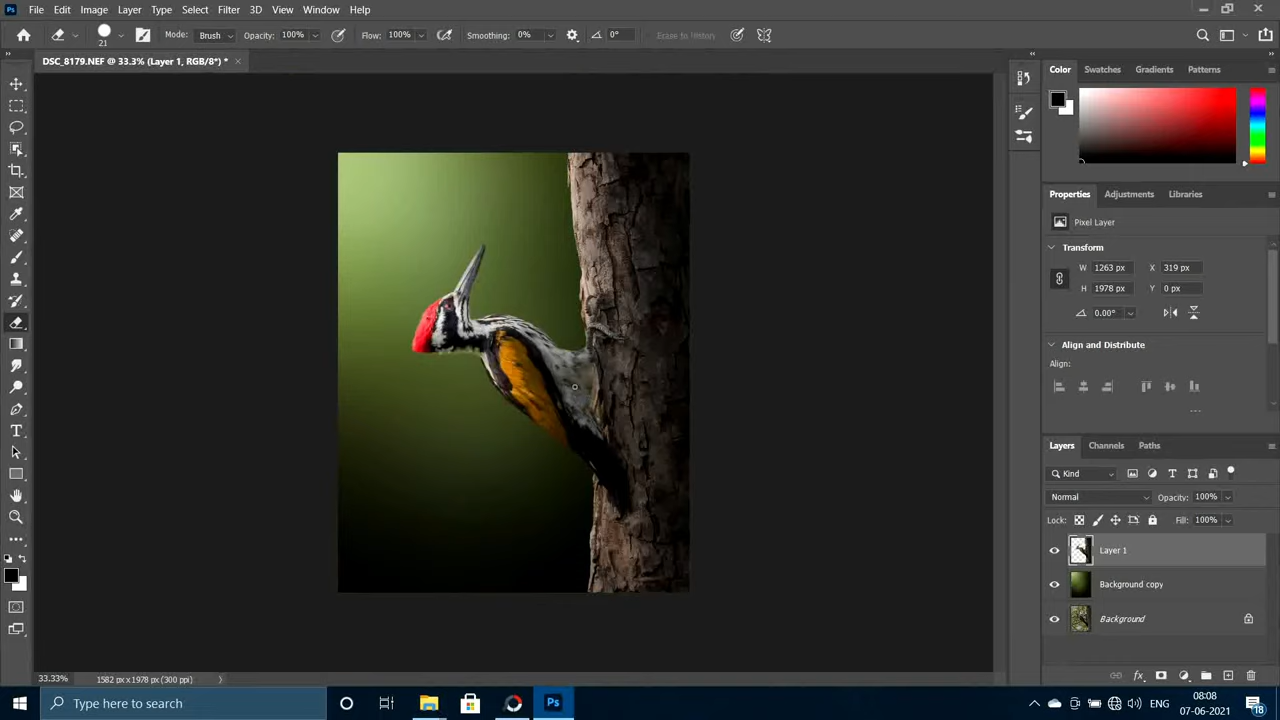 Ps File Edit Image Layer Type Select Filter 3D View Window Help
21 Mode: Brush Opacity: 100% Flow: 100% Smoothing: 0% 0° Erase to History
DSC_8179.NEF @ 33.3% (Layer 1, RGB/8*) *
Color Swatches Gradients Patterns
Properties Adjustments Libraries
Pixel Layer
Transform
W 1263 px X 319 px
H 1978 px Y 0 px
0.00°
Align and Distribute
Align:
Layers Channels Paths
Kind
Normal Opacity: 100%
Lock: Fill: 100%
Layer 1
Background copy
Background
33.33% 1582 px x 1978 px (300 ppi)
Type here to search Ps ENG 08:08 07-06-2021 18